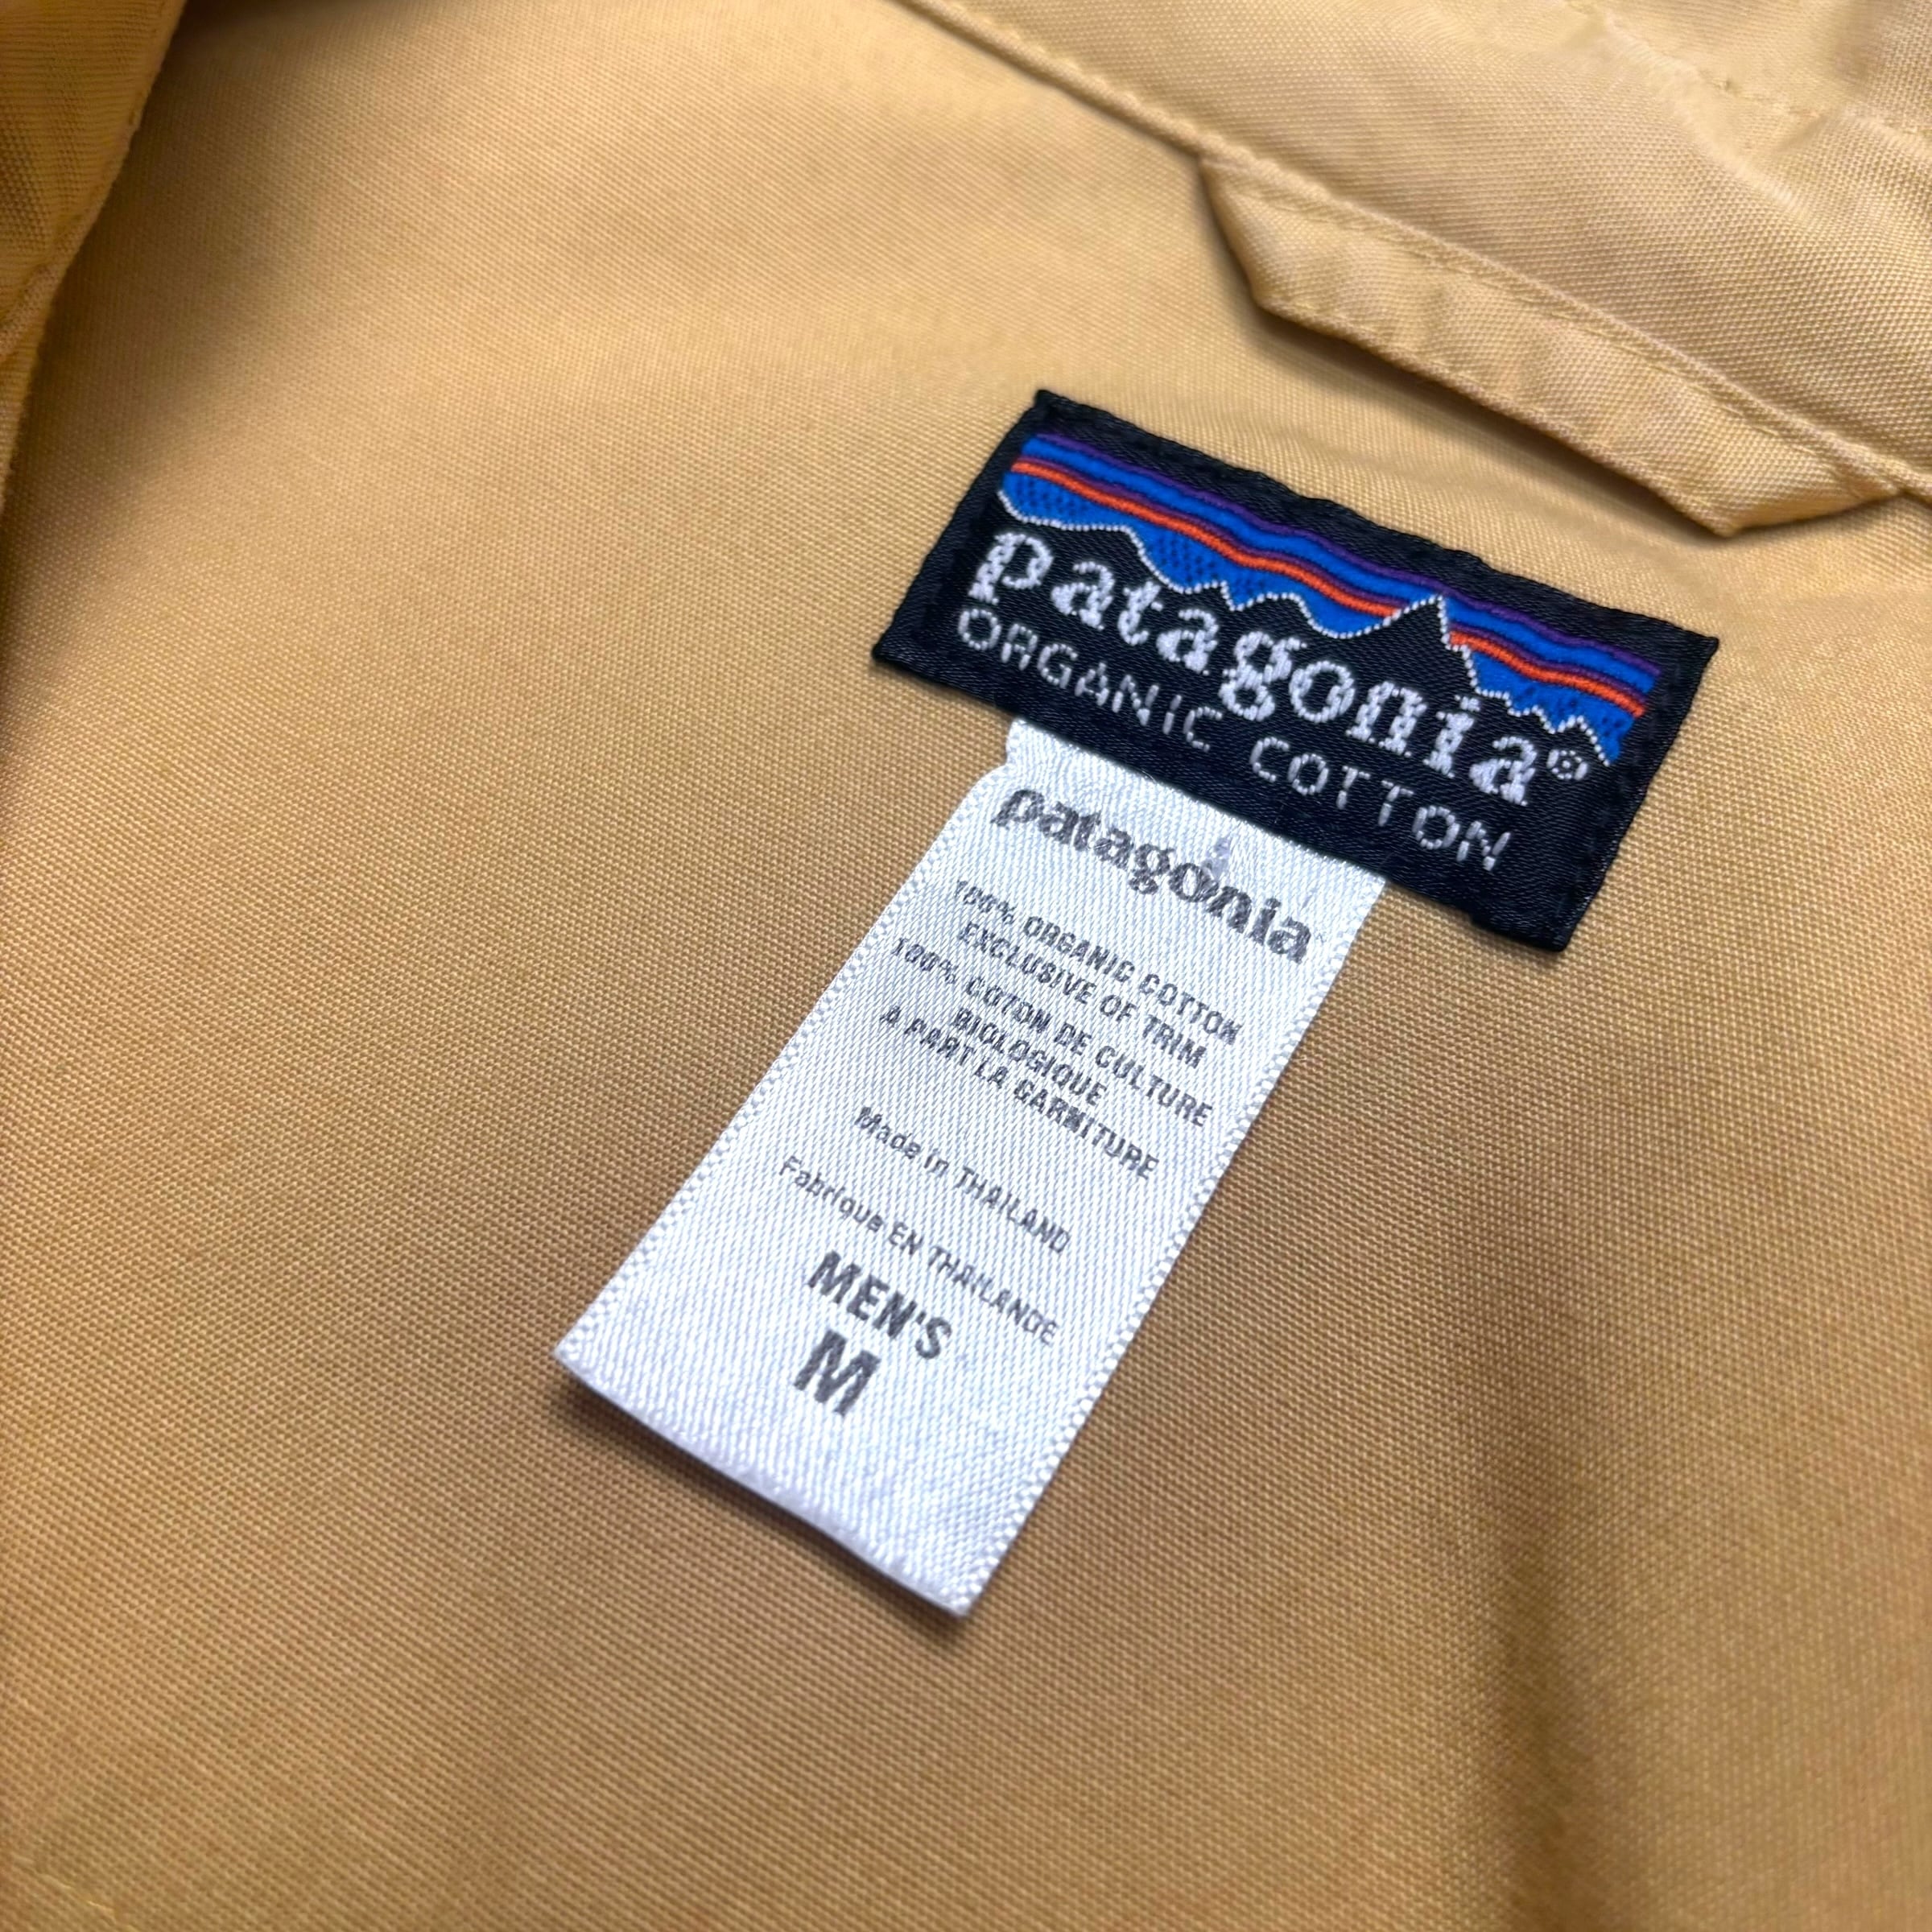 patagonia®
ORGANIC COTTON
patagonia
100% ORGANIC COTTON
EXCLUSIVE OF TRIM
100% COTON DE CULTURE
BIOLOGIQUE
A PART LA GARNITURE
Made in THAILAND
Fabrique EN THAILANDE
MEN'S
M